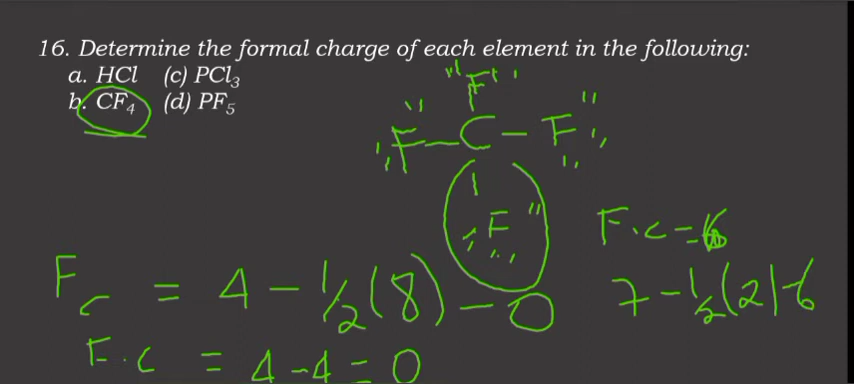 16. Determine the formal charge of each element in the following:
a. HCl (c) PCl₃
b. CF₄ (d) PF₅
F
F—C—F
F
F.C=
7-½(2)-6
Fc = 4-½(8)-0
F.C = 4-4=0